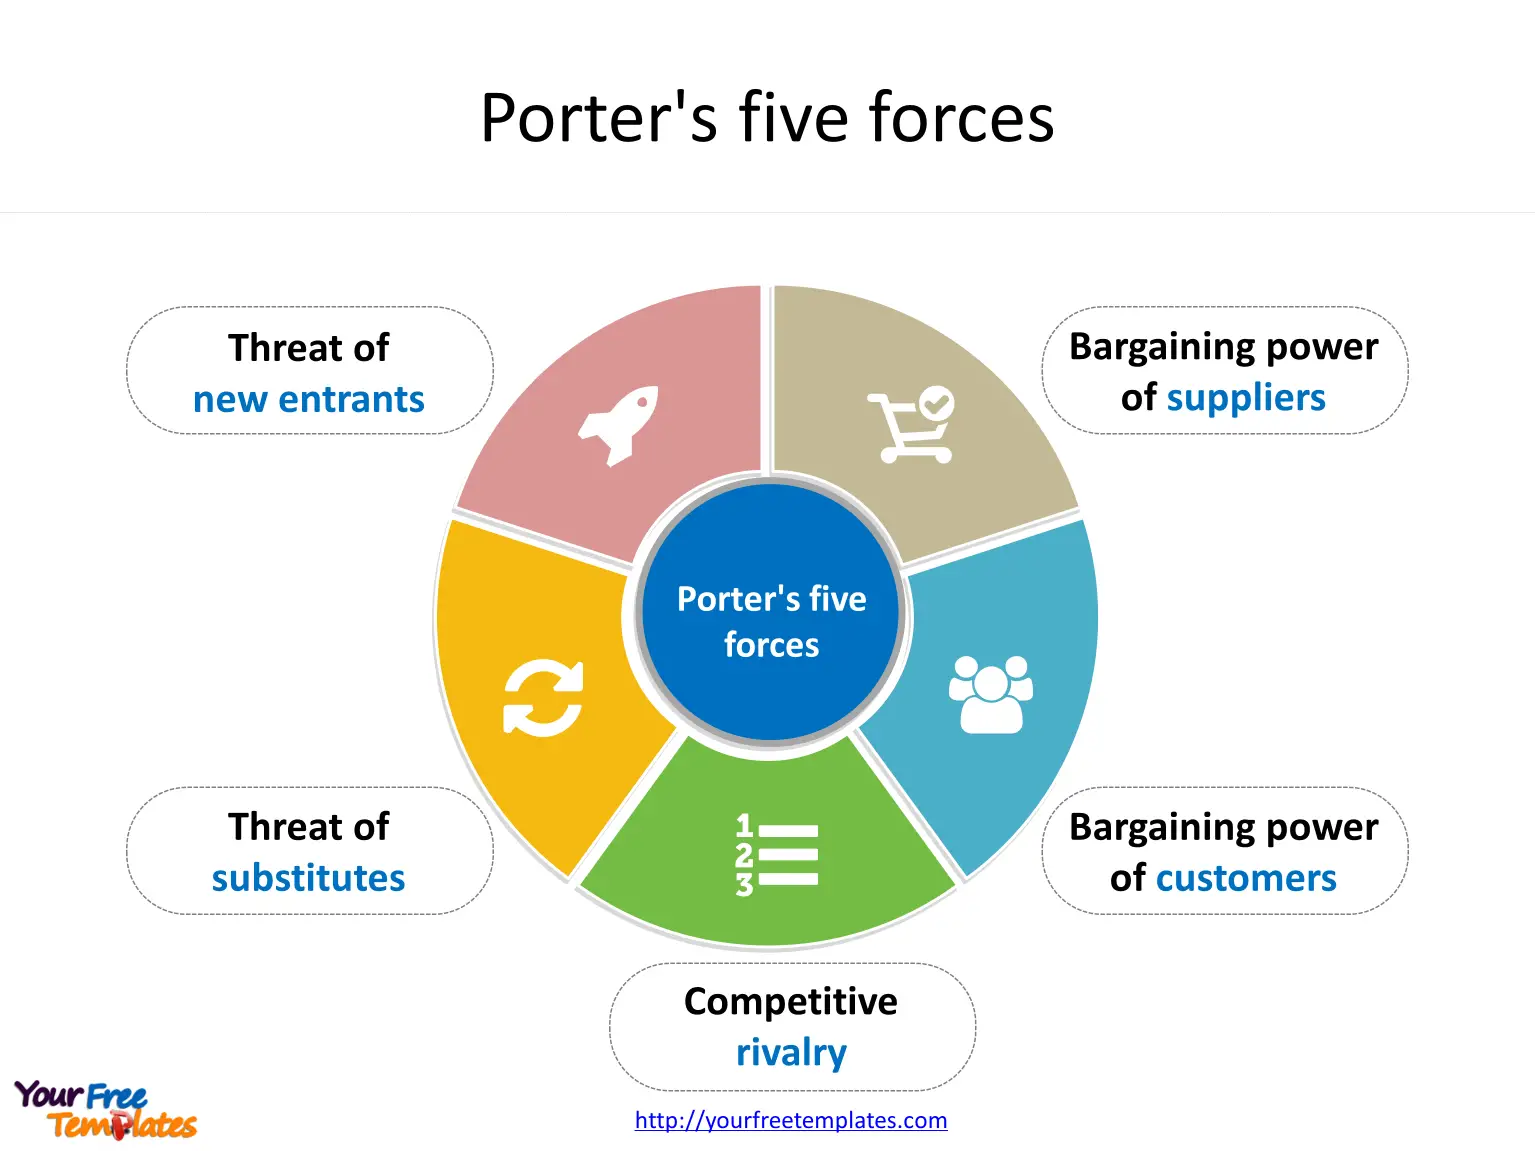 Porter's five forces
Threat of
new entrants
Bargaining power
of suppliers
Porter's five
forces
1
2
3
Threat of
substitutes
Bargaining power
of customers
Competitive
rivalry
Your Free
Templates
http://yourfreetemplates.com